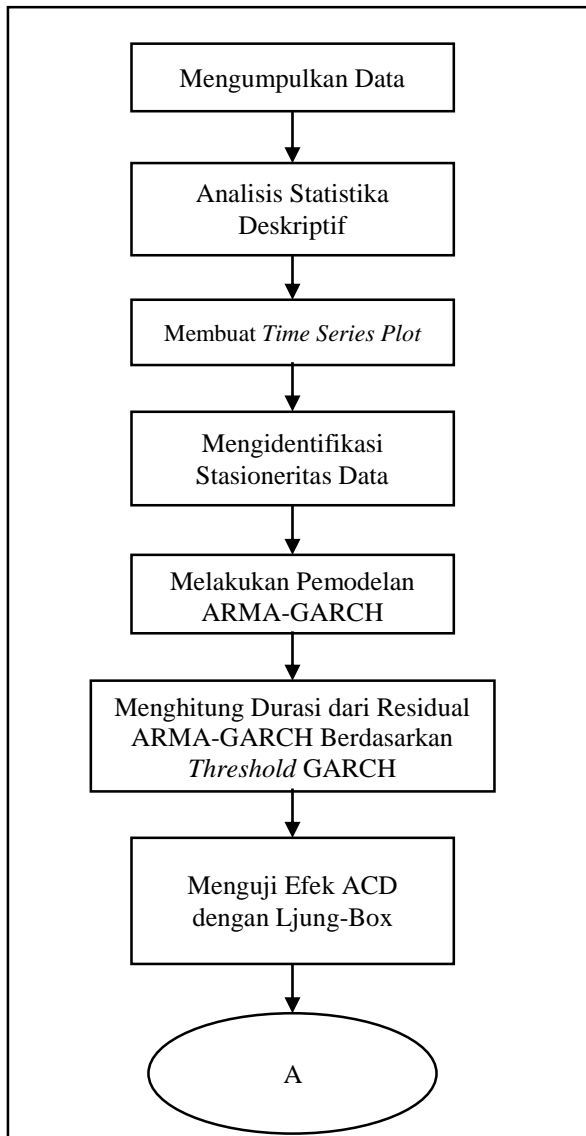 Mengumpulkan Data
Analisis Statistika
Deskriptif
Membuat Time Series Plot
Mengidentifikasi
Stasioneritas Data
Melakukan Pemodelan
ARMA-GARCH
Menghitung Durasi dari Residual
ARMA-GARCH Berdasarkan
Threshold GARCH
Menguji Efek ACD
dengan Ljung-Box
A